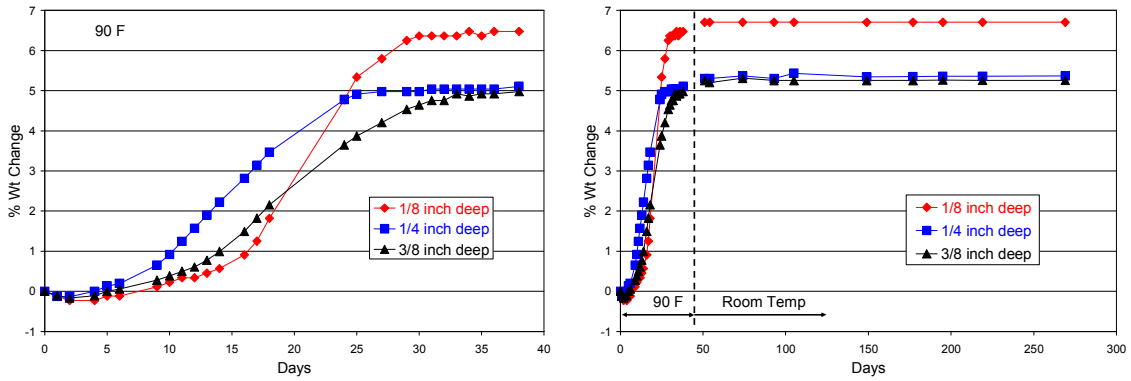 90 F
% Wt Change
7
6
5
4
3
2
1
0
-1
0 5 10 15 20 25 30 35 40
Days
1/8 inch deep
1/4 inch deep
3/8 inch deep
% Wt Change
7
6
5
4
3
2
1
0
-1
0 50 100 150 200 250 300
Days
1/8 inch deep
1/4 inch deep
3/8 inch deep
90 F Room Temp